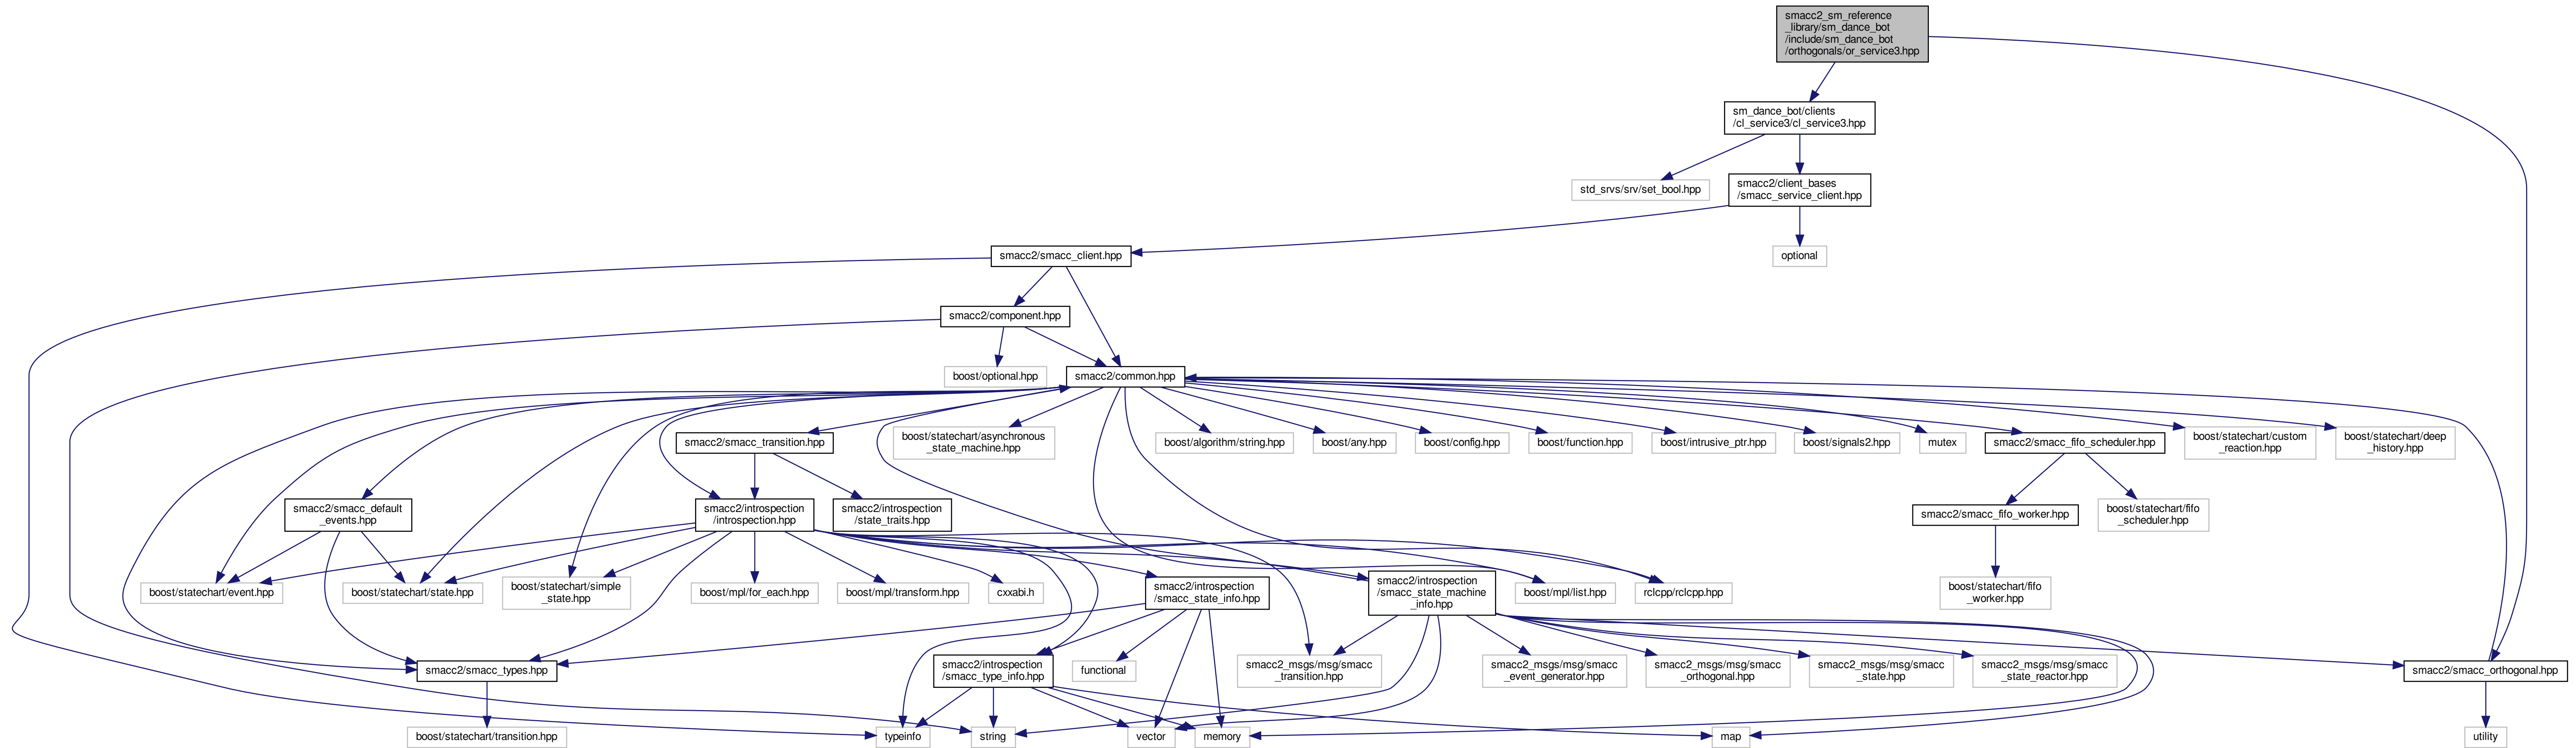 smacc2_sm_reference
_library/sm_dance_bot
/include/sm_dance_bot
/orthogonals/or_service3.hpp
sm_dance_bot/clients
/cl_service3/cl_service3.hpp
std_srvs/srv/set_bool.hpp
smacc2/client_bases
/smacc_service_client.hpp
smacc2/smacc_client.hpp
optional
smacc2/component.hpp
boost/optional.hpp
smacc2/common.hpp
smacc2/smacc_transition.hpp
boost/statechart/asynchronous
_state_machine.hpp
boost/algorithm/string.hpp
boost/any.hpp
boost/config.hpp
boost/function.hpp
boost/intrusive_ptr.hpp
boost/signals2.hpp
mutex
smacc2/smacc_fifo_scheduler.hpp
boost/statechart/custom
_reaction.hpp
boost/statechart/deep
_history.hpp
smacc2/smacc_default
_events.hpp
smacc2/introspection
/introspection.hpp
smacc2/introspection
/state_traits.hpp
smacc2/smacc_fifo_worker.hpp
boost/statechart/fifo
_scheduler.hpp
boost/statechart/event.hpp
boost/statechart/state.hpp
boost/statechart/simple
_state.hpp
boost/mpl/for_each.hpp
boost/mpl/transform.hpp
cxxabi.h
smacc2/introspection
/smacc_state_info.hpp
smacc2/introspection
/smacc_state_machine
_info.hpp
boost/mpl/list.hpp
rclcpp/rclcpp.hpp
boost/statechart/fifo
_worker.hpp
smacc2/smacc_types.hpp
smacc2/introspection
/smacc_type_info.hpp
functional
smacc2_msgs/msg/smacc
_transition.hpp
smacc2_msgs/msg/smacc
_event_generator.hpp
smacc2_msgs/msg/smacc
_orthogonal.hpp
smacc2_msgs/msg/smacc
_state.hpp
smacc2_msgs/msg/smacc
_state_reactor.hpp
smacc2/smacc_orthogonal.hpp
boost/statechart/transition.hpp
typeinfo
string
vector
memory
map
utility